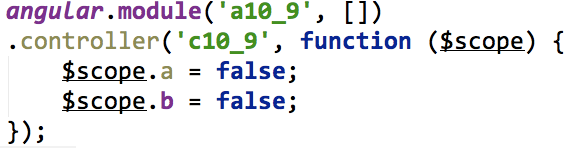 angular.module('a10_9', [])
.controller('c10_9', function ($scope) {
    $scope.a = false;
    $scope.b = false;
});